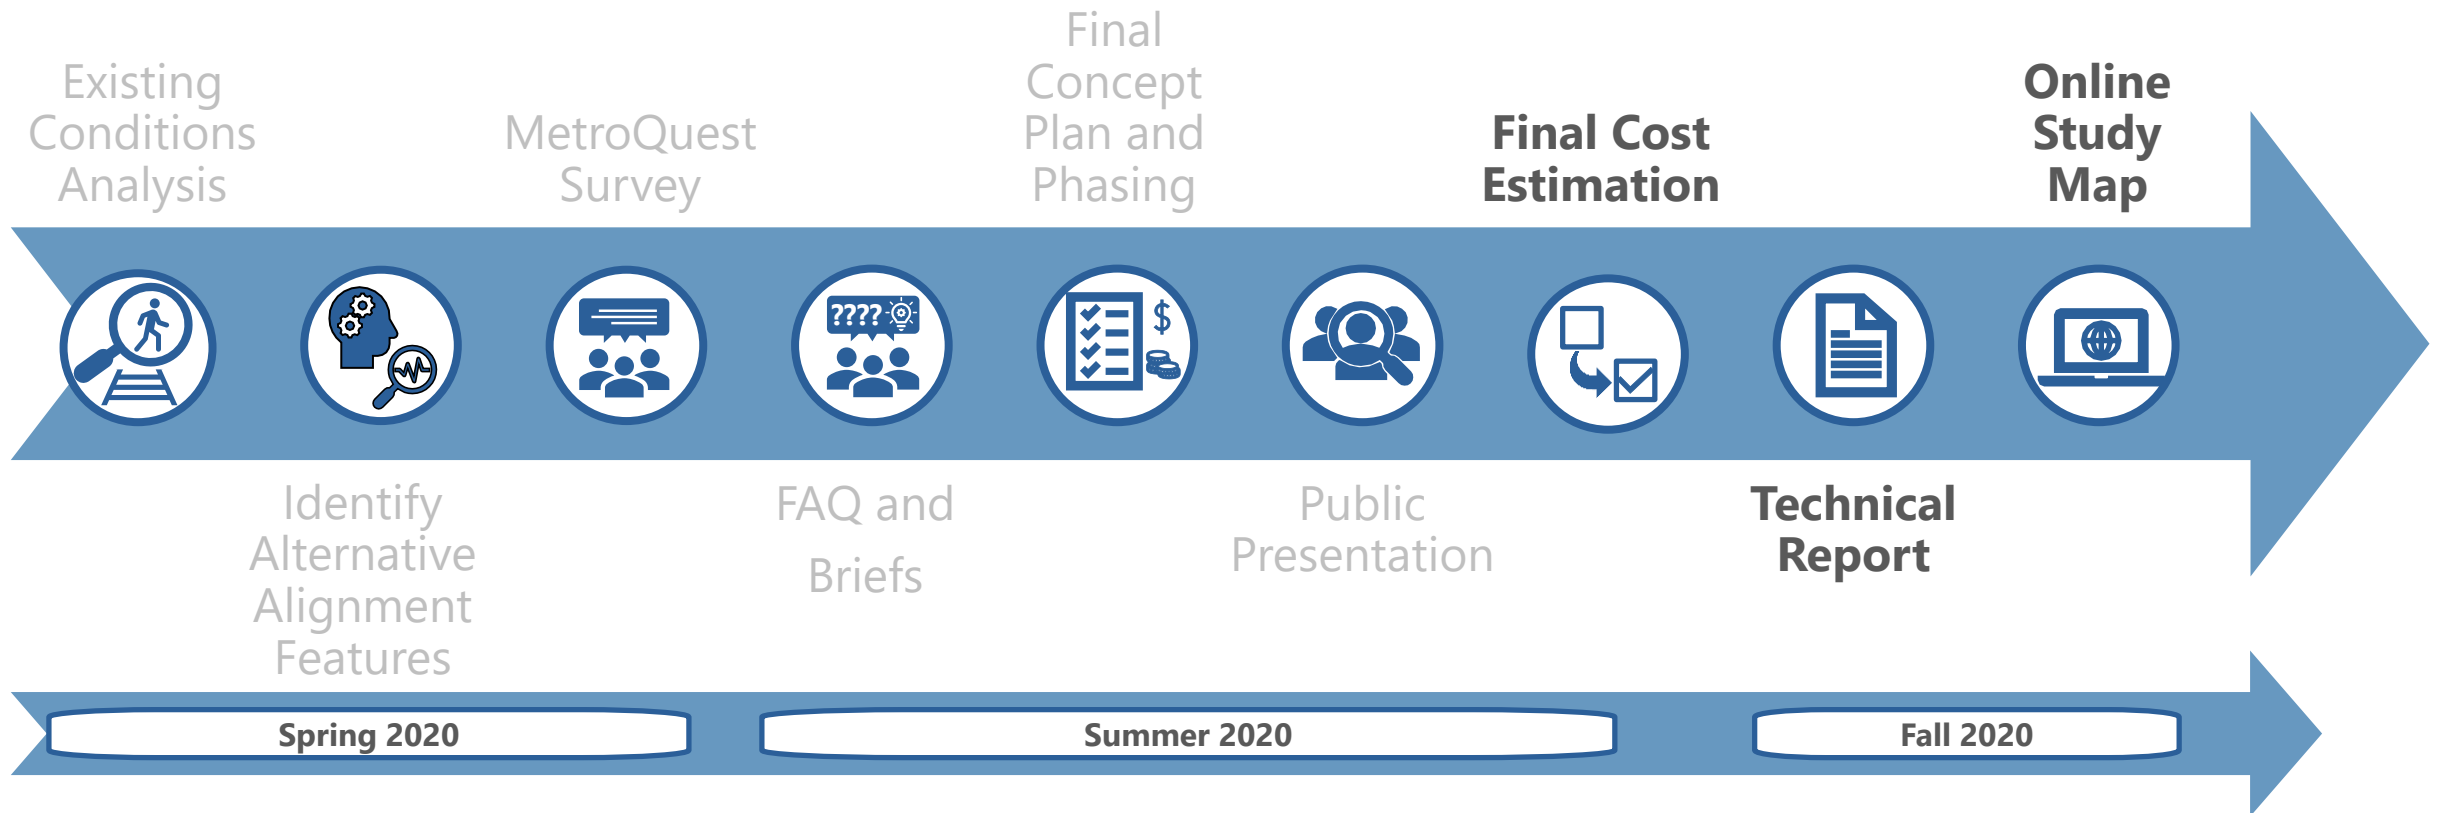 Existing
Conditions
Analysis
MetroQuest
Survey
Final
Concept
Plan and
Phasing
Final Cost
Estimation
Online
Study
Map
????
$
Identify
Alternative
Alignment
Features
FAQ and
Briefs
Public
Presentation
Technical
Report
Spring 2020
Summer 2020
Fall 2020